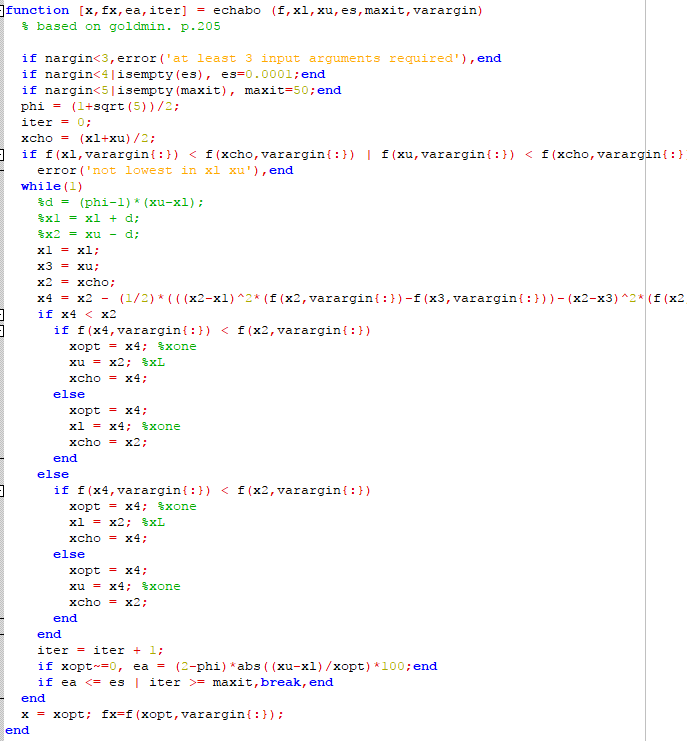 function [x,fx,ea,iter] = echabo (f,xl,xu,es,maxit,varargin)
% based on goldmin. p.205
if nargin<3,error('at least 3 input arguments required'),end
if nargin<4|isempty(es), es=0.0001;end
if nargin<5|isempty(maxit), maxit=50;end
phi = (1+sqrt(5))/2;
iter = 0;
xcho = (xl+xu)/2;
if f(xl,varargin{:}) < f(xcho,varargin{:}) | f(xu,varargin{:}) < f(xcho,varargin{:}
error('not lowest in xl xu'),end
while(1)
%d = (phi-1)*(xu-xl);
%x1 = xl + d;
%x2 = xu - d;
x1 = xl;
x3 = xu;
x2 = xcho;
x4 = x2 - (1/2)*(((x2-x1)^2*(f(x2,varargin{:})-f(x3,varargin{:}))-(x2-x3)^2*(f(x2
if x4 < x2
if f(x4,varargin{:}) < f(x2,varargin{:})
xopt = x4; %xone
xu = x2; %xL
xcho = x4;
else
xopt = x4;
xl = x4; %xone
xcho = x2;
end
else
if f(x4,varargin{:}) < f(x2,varargin{:})
xopt = x4; %xone
xl = x2; %xL
xcho = x4;
else
xopt = x4;
xu = x4; %xone
xcho = x2;
end
end
iter = iter + 1;
if xopt~=0, ea = (2-phi)*abs((xu-xl)/xopt)*100;end
if ea <= es | iter >= maxit,break,end
end
x = xopt; fx=f(xopt,varargin{:});
end